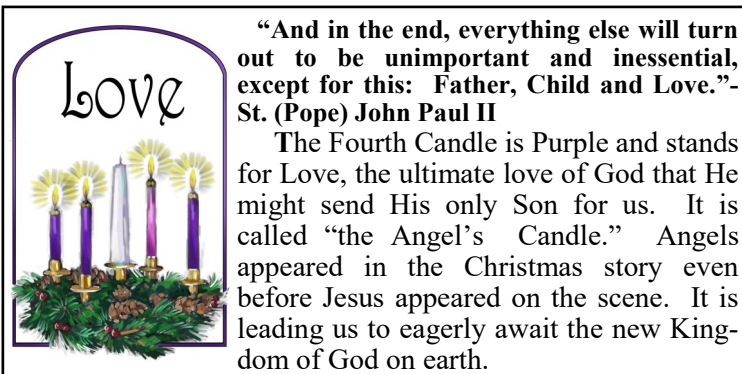 Love
“And in the end, everything else will turn
out to be unimportant and inessential,
except for this: Father, Child and Love.”-
St. (Pope) John Paul II
The Fourth Candle is Purple and stands
for Love, the ultimate love of God that He
might send His only Son for us. It is
called “the Angel’s Candle.” Angels
appeared in the Christmas story even
before Jesus appeared on the scene. It is
leading us to eagerly await the new King-
dom of God on earth.